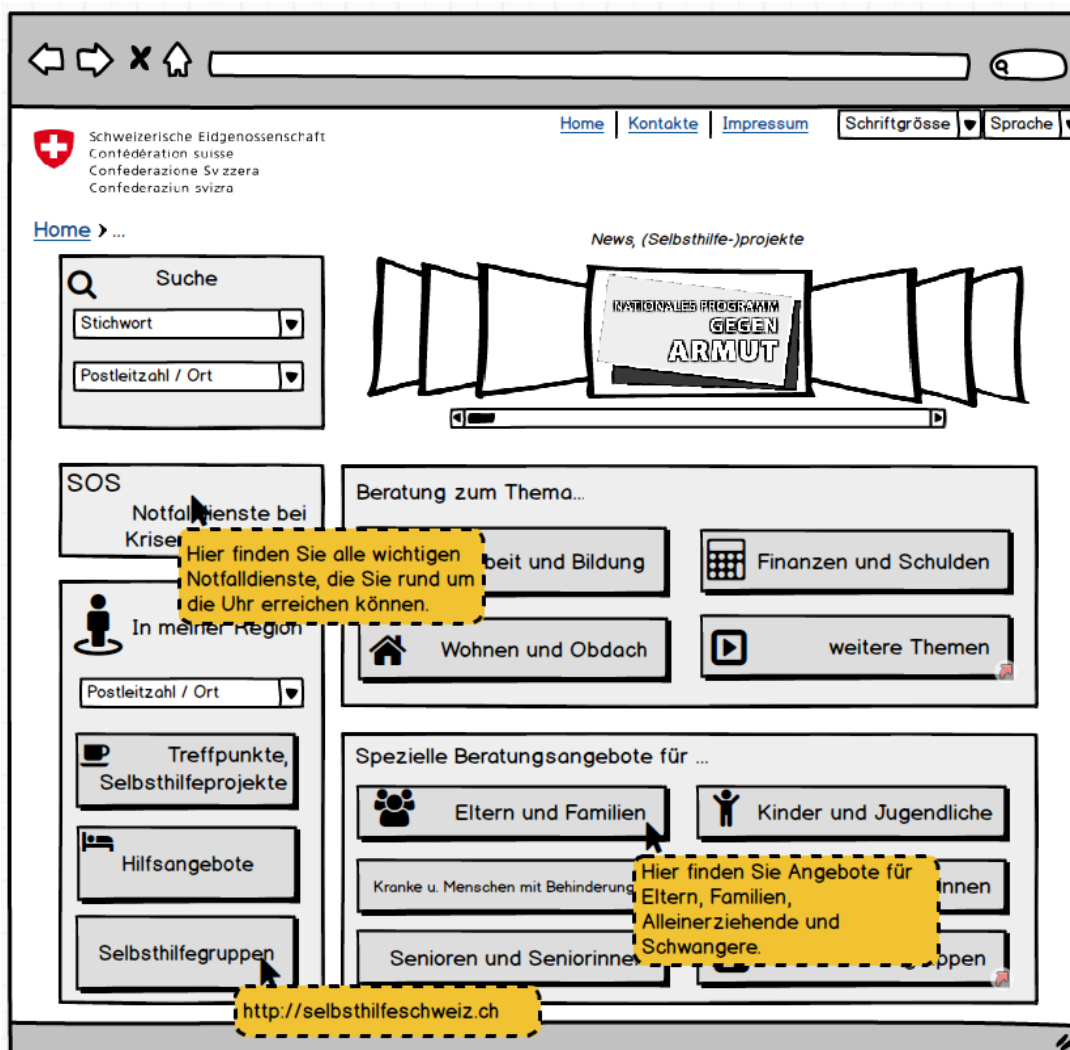 Schweizerische Eidgenossenschaft
Confédération suisse
Confederazione Svizzera
Confederaziun svizra
Home | Kontakte | Impressum
Schriftgrösse
Sprache
Home > ...
News, (Selbsthilfe-)projekte
NATIONALES PROGRAMM
GEGEN
ARMUT
Suche
Stichwort
Postleitzahl / Ort
SOS
bei
Hier finden Sie alle wichtigen
Notfalldienste, die Sie rund um
die Uhr erreichen können.
In meiner Region
Postleitzahl / Ort
Treffpunkte,
Selbsthilfeprojekte
Hilfsangebote
Selbsthilfegruppen
http://selbsthilfeschweiz.ch
Beratung zum Thema...
und Bildung
Finanzen und Schulden
Wohnen und Obdach
weitere Themen
Spezielle Beratungsangebote für ...
Eltern und Familien
Kinder und Jugendliche
Hier finden Sie Angebote für
Eltern, Familien,
Alleinerziehende und
Schwangere.
Kranke u. Menschen mit
Senioren und